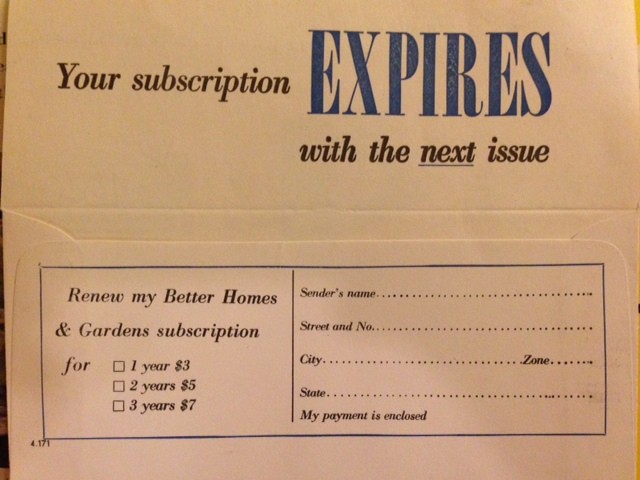 Your subscription EXPIRES
with the next issue
Renew my Better Homes
& Gardens subscription
for ☐ 1 year $3
☐ 2 years $5
☐ 3 years $7
Sender's name
Street and No.
City Zone
State
My payment is enclosed
4.171